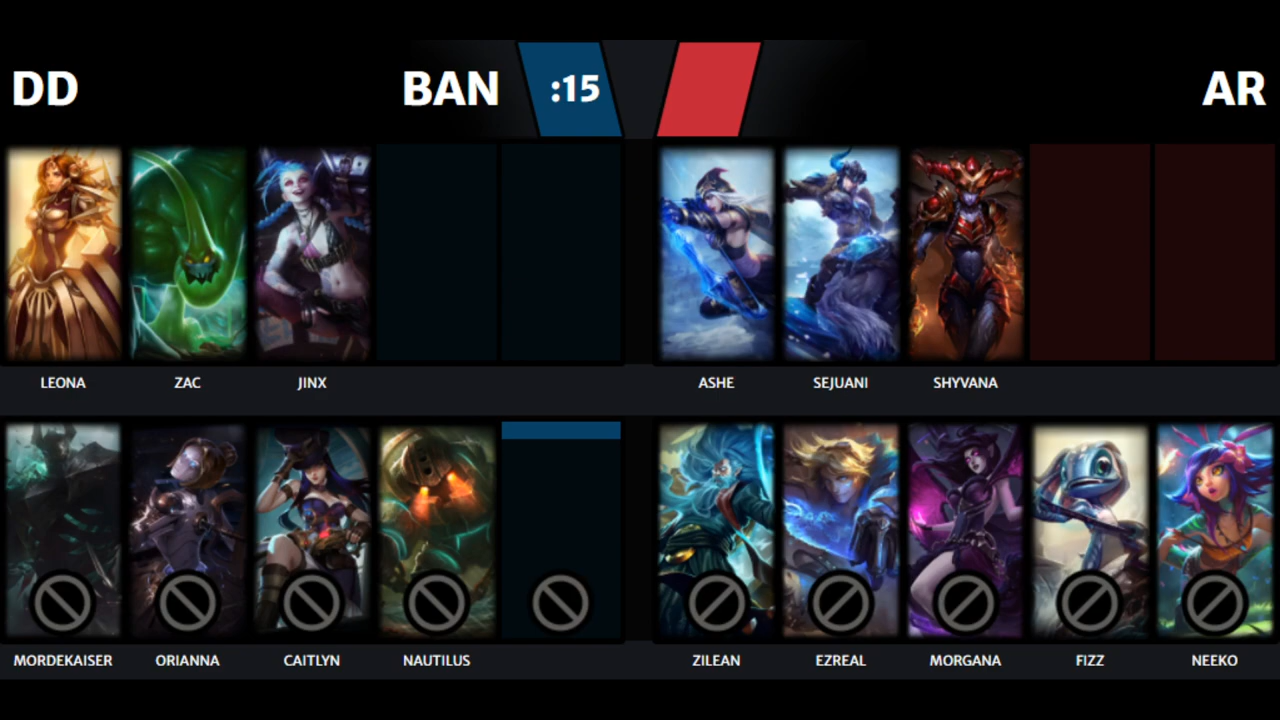 DD
BAN
:15
AR
LEONA
ZAC
JINX
ASHE
SEJUANI
SHYVANA
MORDEKAISER
ORIANNA
CAITLYN
NAUTILUS
ZILEAN
EZREAL
MORGANA
FIZZ
NEEKO